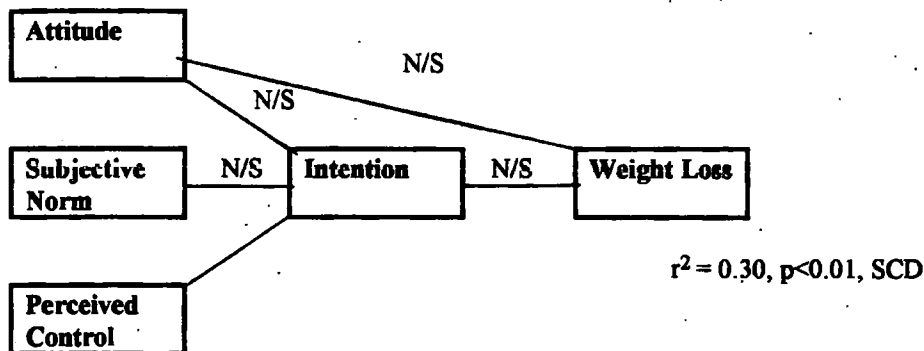 Attitude
N/S
N/S
Subjective
Norm
N/S
Intention
N/S
Weight Loss
r² = 0.30, p<0.01, SCD
Perceived
Control